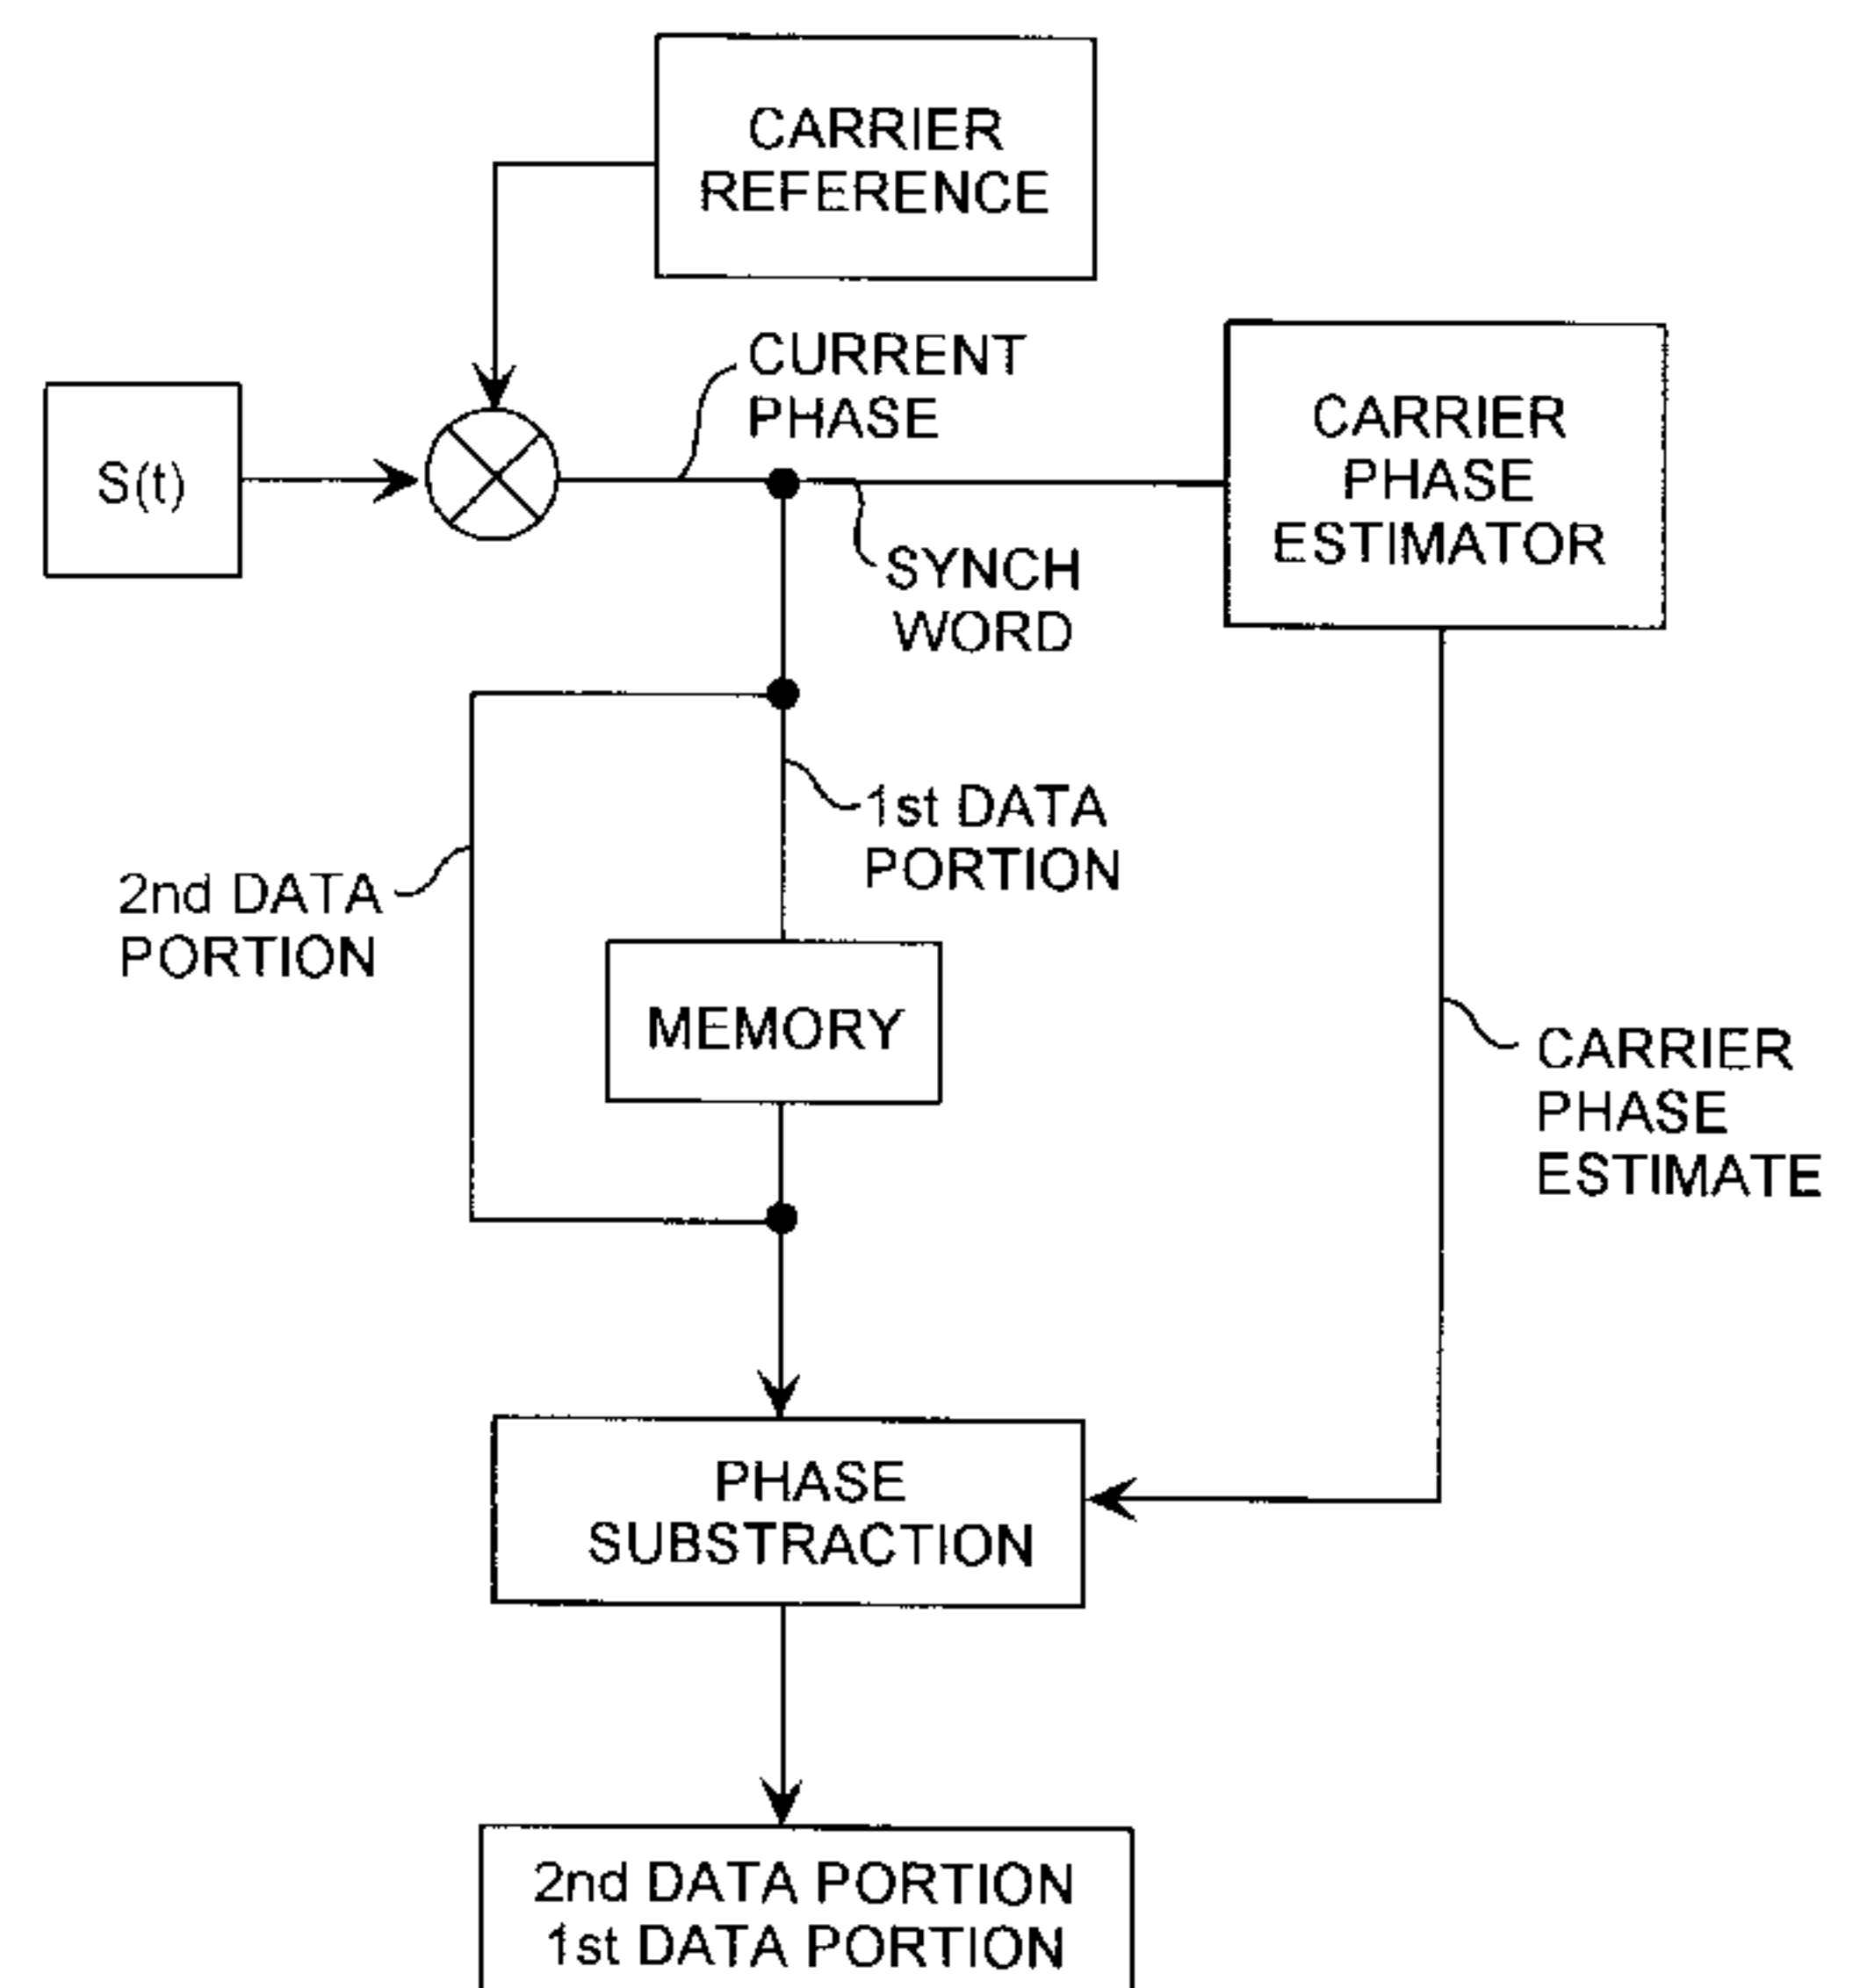 CARRIER
REFERENCE
CURRENT
PHASE
S(t)
CARRIER
PHASE
ESTIMATOR
SYNCH
WORD
1st DATA
PORTION
2nd DATA
PORTION
MEMORY
CARRIER
PHASE
ESTIMATE
PHASE
SUBSTRACTION
2nd DATA PORTION
1st DATA PORTION